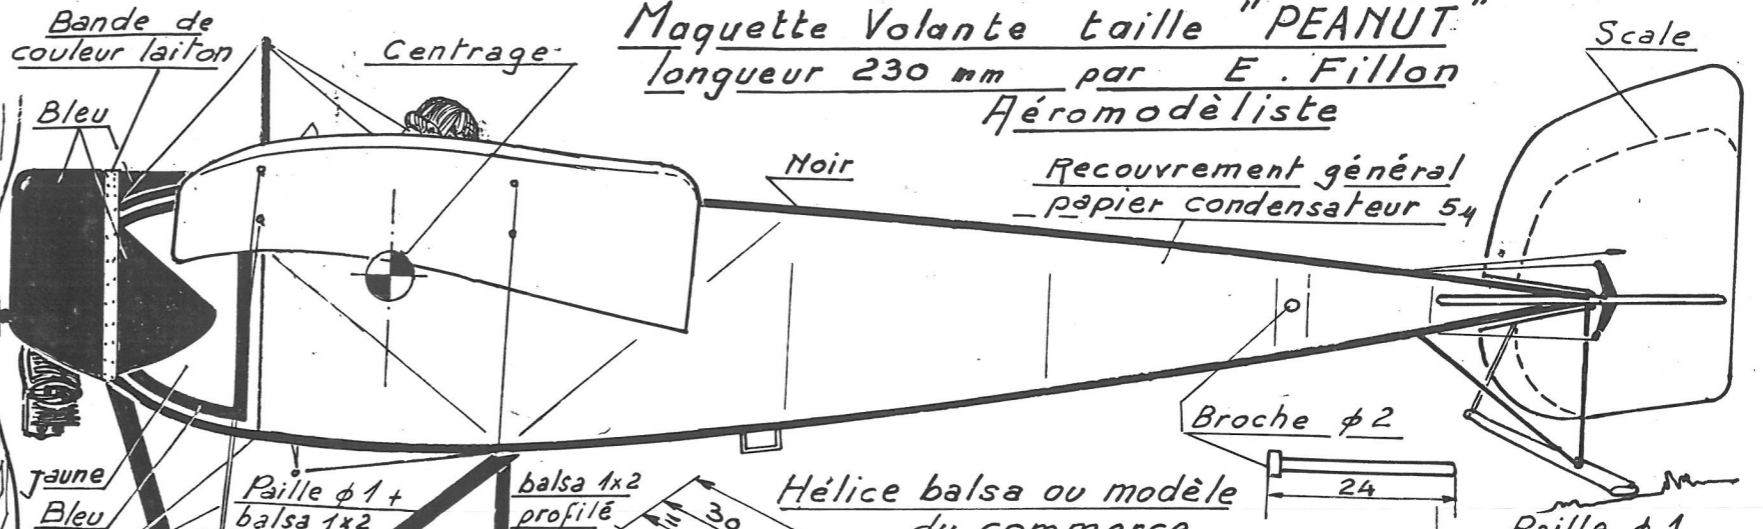 Maquette Volante taille "PEANUT"
longueur 230 mm par E. Fillon
Aéromodèliste
Bande de
couleur laiton
Centrage
Scale
Bleu
Noir
Recouvrement général
papier condensateur 5µ
Broche φ2
24
Jaune
Bleu
Paille φ1+
balsa 1x2
balsa 1x2
profilé
30
Hélice balsa ou modèle
du commerce
Paille φ1